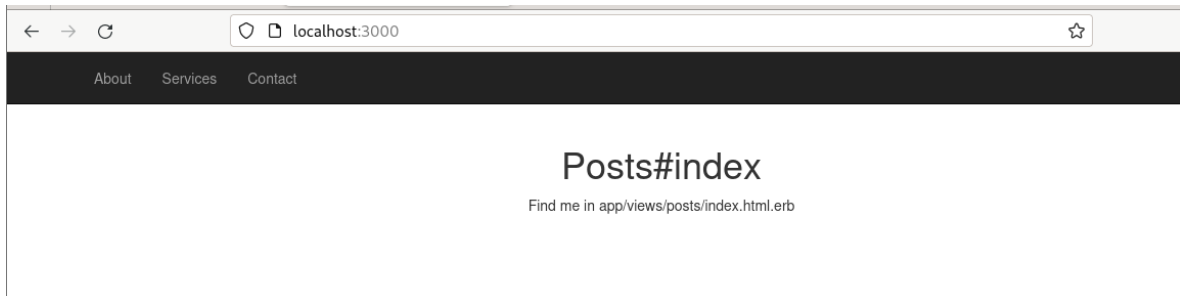 localhost:3000
About Services Contact
Posts#index
Find me in app/views/posts/index.html.erb